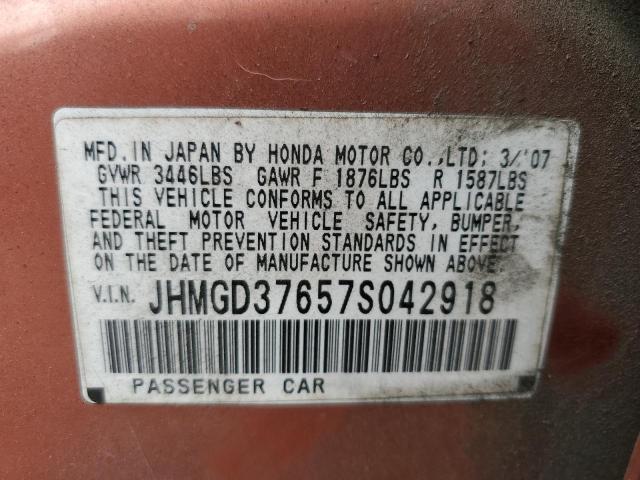 MFD.IN JAPAN BY HONDA MOTOR CO.,LTD; 3/'07
GVWR 3446LBS GAWR F 1876LBS R 1587LBS
THIS VEHICLE CONFORMS TO ALL APPLICABLE
FEDERAL MOTOR VEHICLE SAFETY, BUMPER,
AND THEFT PREVENTION STANDARDS IN EFFECT
ON THE DATE OF MANUFACTURE SHOWN ABOVE.
V.I.N. JHMGD37657S042918
PASSENGER CAR